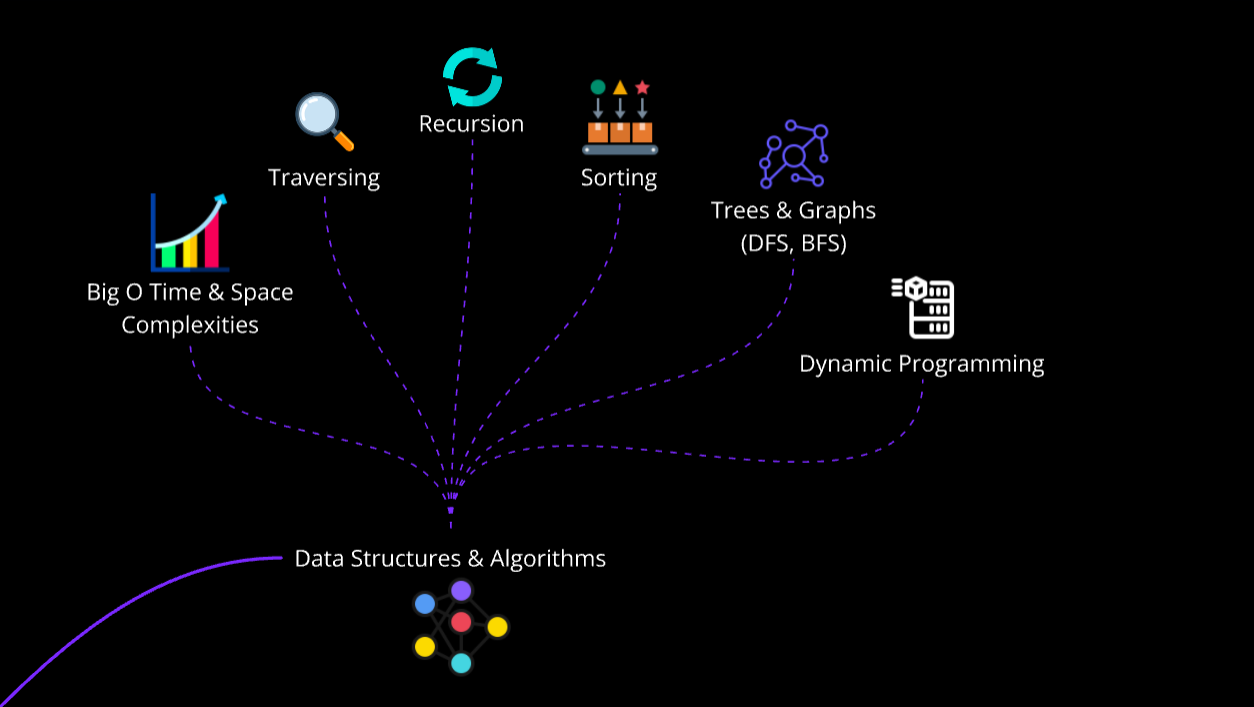 Recursion
Traversing
Sorting
Trees & Graphs
(DFS, BFS)
Big O Time & Space
Complexities
Dynamic Programming
Data Structures & Algorithms